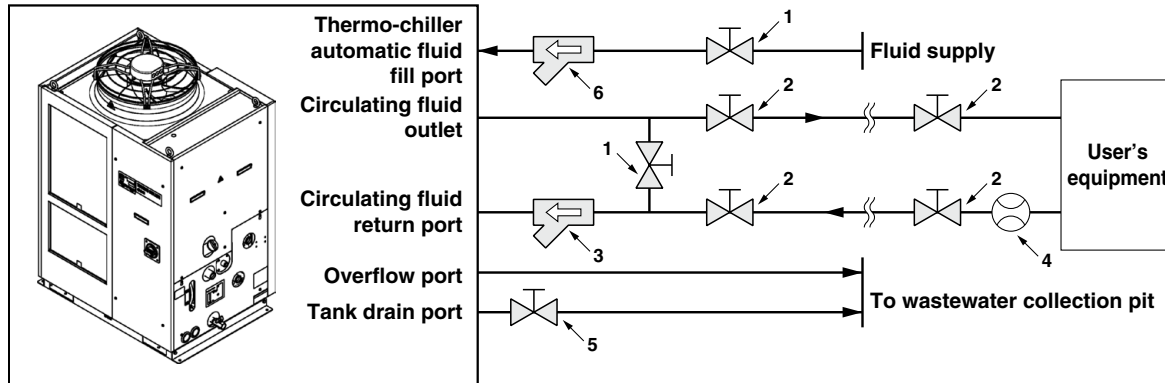 Thermo-chiller
automatic fluid
fill port
1
Fluid supply
6
Circulating fluid
outlet
2
2
1
User's
equipment
Circulating fluid
return port
2
2
3
4
Overflow port
To wastewater collection pit
Tank drain port
5